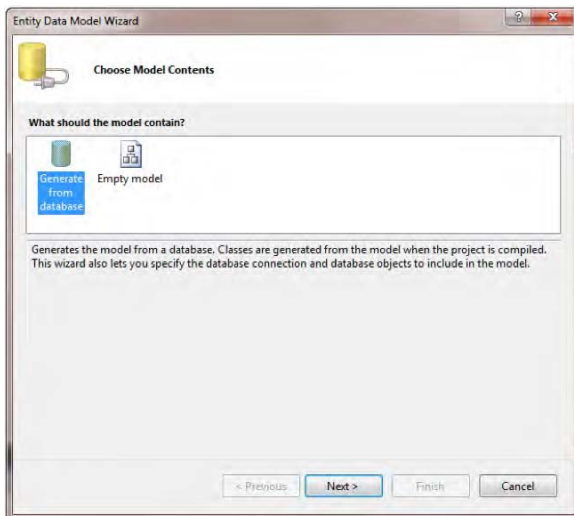 Entity Data Model Wizard
Choose Model Contents
What should the model contain?
Generate
from
database
Empty model
Generates the model from a database. Classes are generated from the model when the project is compiled.
This wizard also lets you specify the database connection and database objects to include in the model.
< Previous
Next >
Finish
Cancel